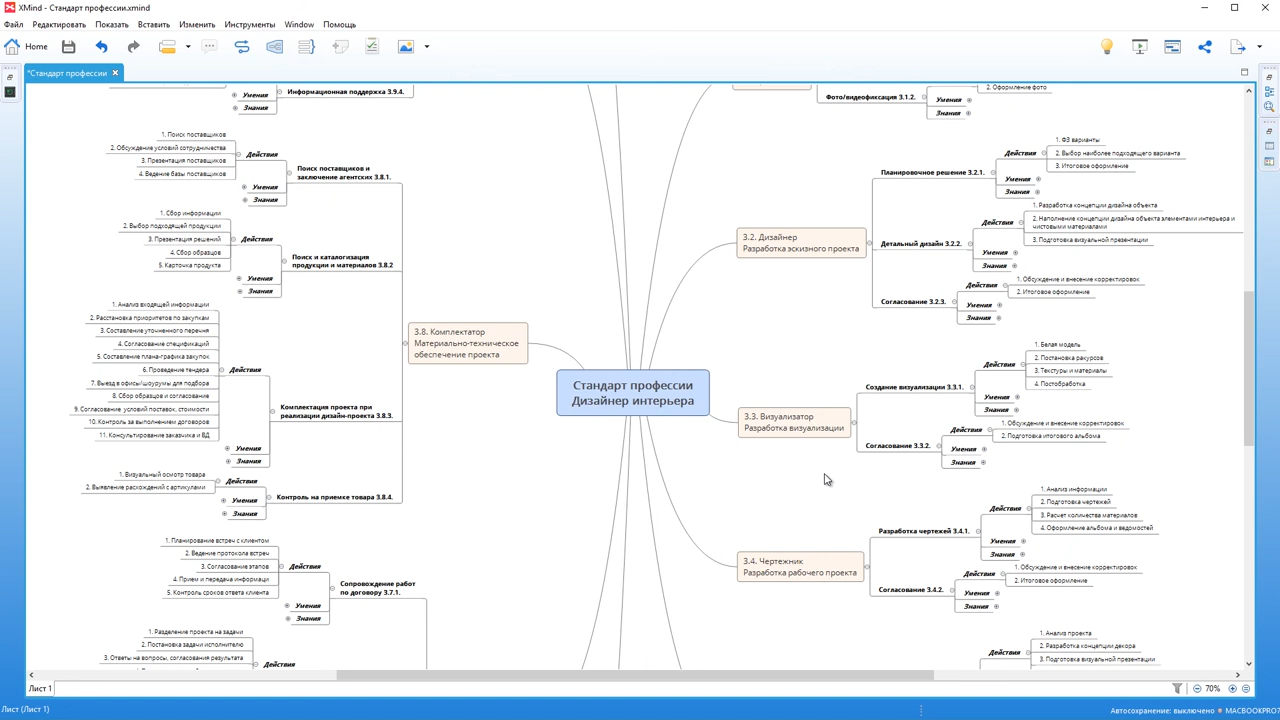 XMind - Стандарт профессии.xmind
Файл Редактировать Показать Вставить Изменить Инструменты Window Помощь
Home
*Стандарт профессии
Умения
Знания
Информационная поддержка 3.9.4.
1. Поиск поставщиков
2. Обсуждение условий сотрудничества
3. Презентация поставщиков
4. Ведение базы поставщиков
Действия
Умения
Знания
Поиск поставщиков и
заключение агентских 3.8.1.
1. Сбор информации
2. Выбор подходящей продукции
3. Презентация решений
4. Сбор образцов
5. Карточка продукта
Действия
Умения
Знания
Поиск и каталогизация
продукции и материалов 3.8.2
1. Анализ входящей информации
2. Расстановка приоритетов по закупкам
3. Составление уточненного перечня
4. Согласование спецификаций
5. Составление плана-графика закупок
6. Проведение тендера
7. Выезд в офисы/шоурумы для подбора
8. Сбор образцов и согласование
9. Согласование условий поставок, стоимости
10. Контроль за выполнением договоров
11. Консультирование заказчика и ВД
Действия
Умения
Знания
Комплектация проекта при
реализации дизайн-проекта 3.8.3.
1. Визуальный осмотр товара
2. Выявление расхождений с артикулами
Действия
Умения
Знания
Контроль на приемке товара 3.8.4.
3.8. Комплектатор
Материально-техническое
обеспечение проекта
1. Планирование встреч с клиентом
2. Ведение протокола встреч
3. Согласование этапов
4. Прием и передача информаци
5. Контроль сроков ответа клиента
Действия
Умения
Знания
Сопровождение работ
по договору 3.7.1.
1. Разделение проекта на задачи
2. Постановка задачи исполнителю
3. Ответы на вопросы, согласования результата
Действия
Стандарт профессии
Дизайнер интерьера
Фото/видеофиксация 3.1.2.
2. Оформление фото
Умения
Знания
3.2. Дизайнер
Разработка эскизного проекта
Планировочное решение 3.2.1.
Действия
1. ФЗ варианты
2. Выбор наиболее подходящего варианта
3. Итоговое оформление
Умения
Знания
Детальный дизайн 3.2.2.
Действия
1. Разработка концепции дизайна объекта
2. Наполнение концепции дизайна объекта элементами интерьера и
чистовыми материалами
3. Подготовка визуальной презентации
Умения
Знания
Согласование 3.2.3.
Действия
1. Обсуждение и внесение корректировок
2. Итоговое оформление
Умения
Знания
3.3. Визуализатор
Разработка визуализации
Создание визуализации 3.3.1.
Действия
1. Белая модель
2. Постановка ракурсов
3. Текстуры и материалы
4. Постобработка
Умения
Знания
Согласование 3.3.2.
Действия
1. Обсуждение и внесение корректировок
2. Подготовка итогового альбома
Умения
Знания
3.4. Чертежник
Разработка рабочего проекта
Разработка чертежей 3.4.1.
Действия
1. Анализ информации
2. Подготовка чертежей
3. Расчет количества материалов
4. Оформление альбома и ведомостей
Умения
Знания
Согласование 3.4.2.
Действия
1. Обсуждение и внесение корректировок
2. Итоговое оформление
Умения
Знания
Действия
1. Анализ проекта
2. Разработка концепции декора
3. Подготовка визуальной презентации
Лист 1
70%
Лист (Лист 1)
Автосохранение: выключено